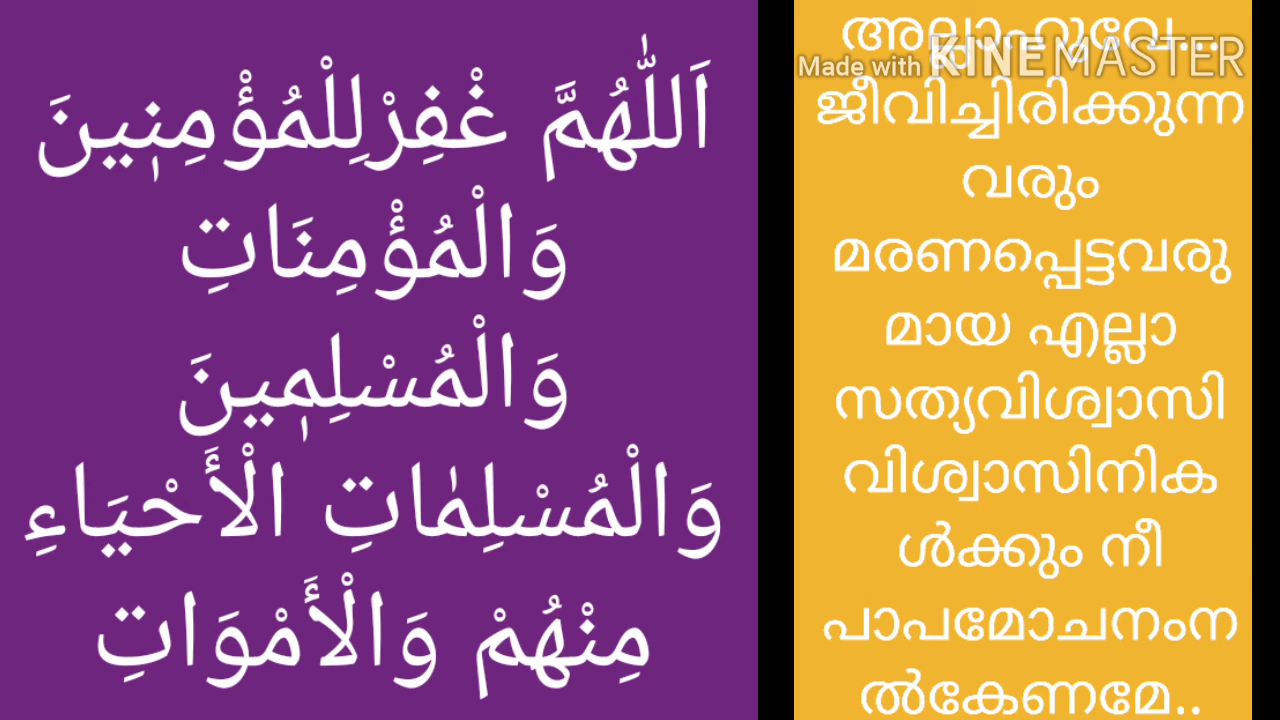 اَللّٰهُمَّ غْفِرْلِلْمُؤْمِنٖينَ
وَالْمُؤْمِنَاتِ
وَالْمُسْلِمٖينَ
وَالْمُسْلِمٰاتِ الْأَحْيَاءِ
مِنْهُمْ وَالْأَمْوَاتِ
അല്ലാഹുവേ...
Made with KINEMASTER
ജീവിച്ചിരിക്കുന്ന
വരും
മരണപ്പെട്ടവരു
മായ എല്ലാ
സത്യവിശ്വാസി
വിശ്വാസിനിക
ൾക്കും നീ
പാപമോചനംന
ൽകേണമേ..